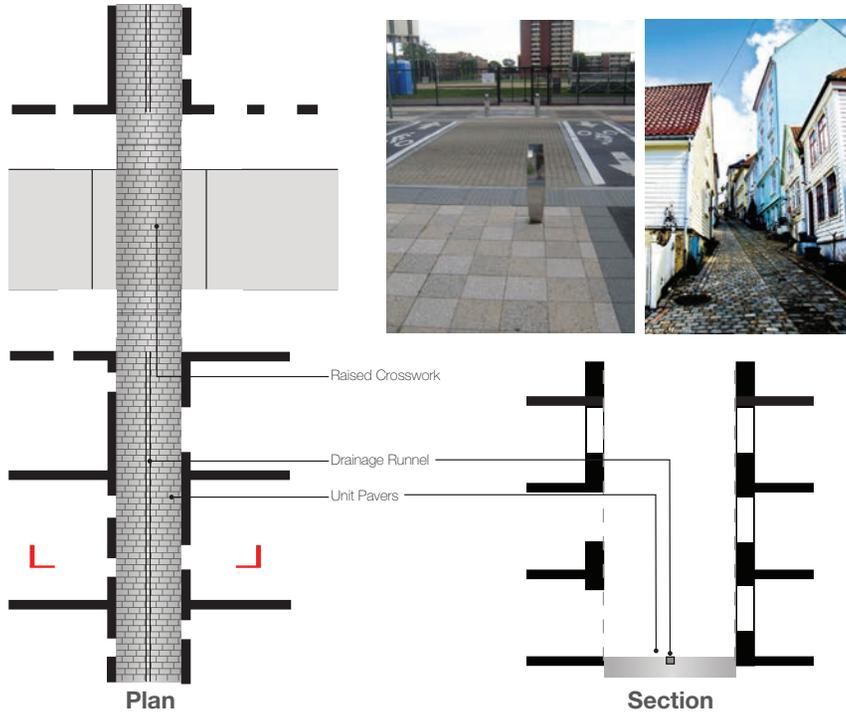 Raised Crosswork
Drainage Runnel
Unit Pavers
Plan
Section